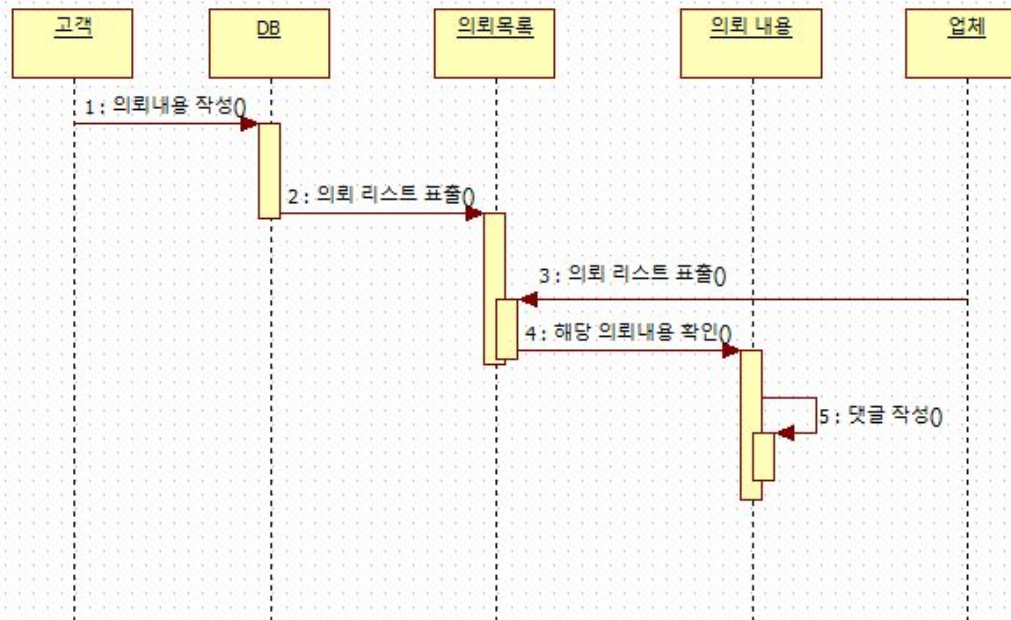 고객
DB
의뢰목록
의뢰 내용
업체
1 : 의뢰내용 작성()
2 : 의뢰 리스트 표출()
3 : 의뢰 리스트 표출()
4 : 해당 의뢰내용 확인()
5 : 댓글 작성()